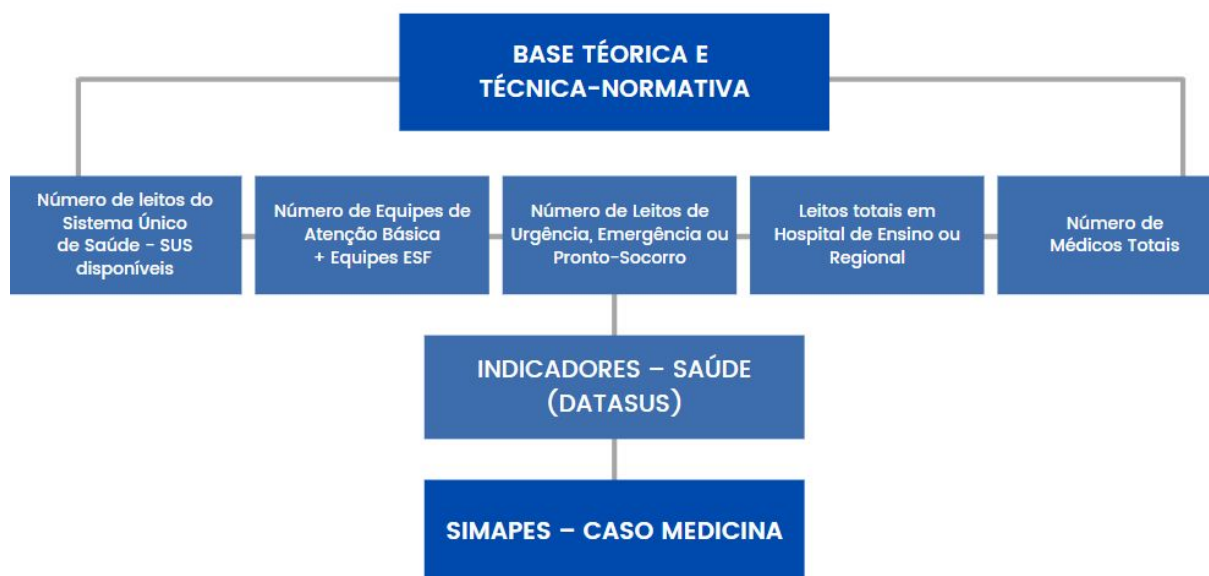 BASE TÉORICA E
TÉCNICA-NORMATIVA
Número de leitos do
Sistema Único
de Saúde - SUS
disponíveis
Número de Equipes de
Atenção Básica
+ Equipes ESF
Número de Leitos de
Urgência, Emergência ou
Pronto-Socorro
Leitos totais em
Hospital de Ensino ou
Regional
Número de
Médicos Totais
INDICADORES – SAÚDE
(DATASUS)
SIMAPES – CASO MEDICINA